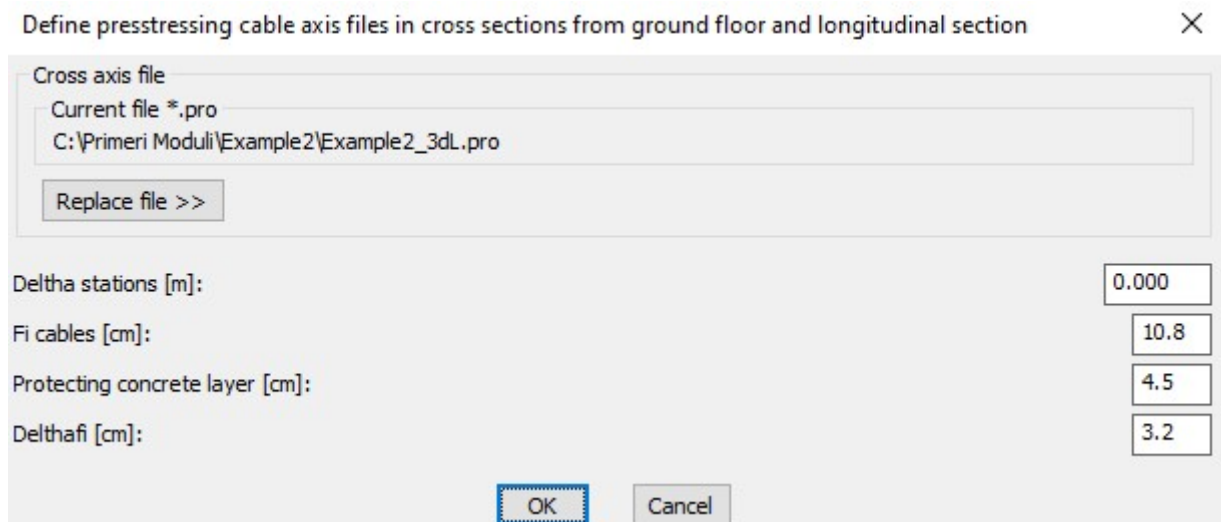 Define presstressing cable axis files in cross sections from ground floor and longitudinal section
Cross axis file
Current file *.pro
C:\Primeri Moduli\Example2\Example2_3dL.pro
Replace file >>
Deltha stations [m]: 0.000
Fi cables [cm]: 10.8
Protecting concrete layer [cm]: 4.5
Delthafi [cm]: 3.2
OK Cancel